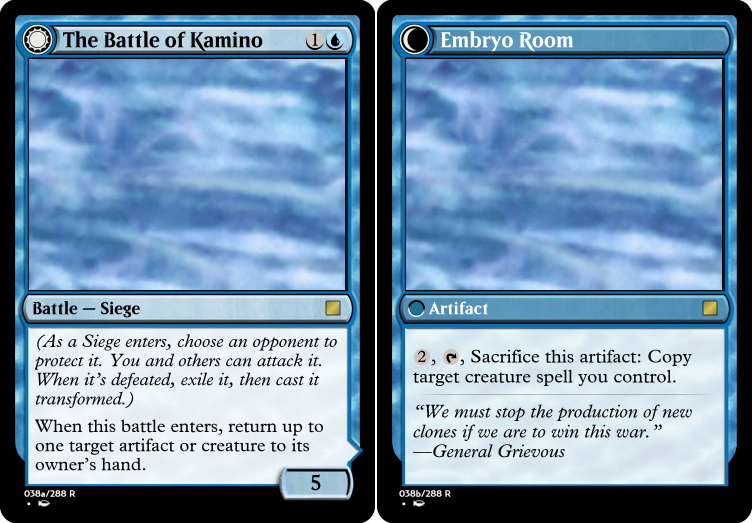 The Battle of Kamino 1
Battle — Siege
(As a Siege enters, choose an opponent to
protect it. You and others can attack it.
When it's defeated, exile it, then cast it
transformed.)
When this battle enters, return up to
one target artifact or creature to its
owner's hand.
5
038a/288 R
Embryo Room
Artifact
2, , Sacrifice this artifact: Copy
target creature spell you control.
"We must stop the production of new
clones if we are to win this war."
—General Grievous
038b/288 R